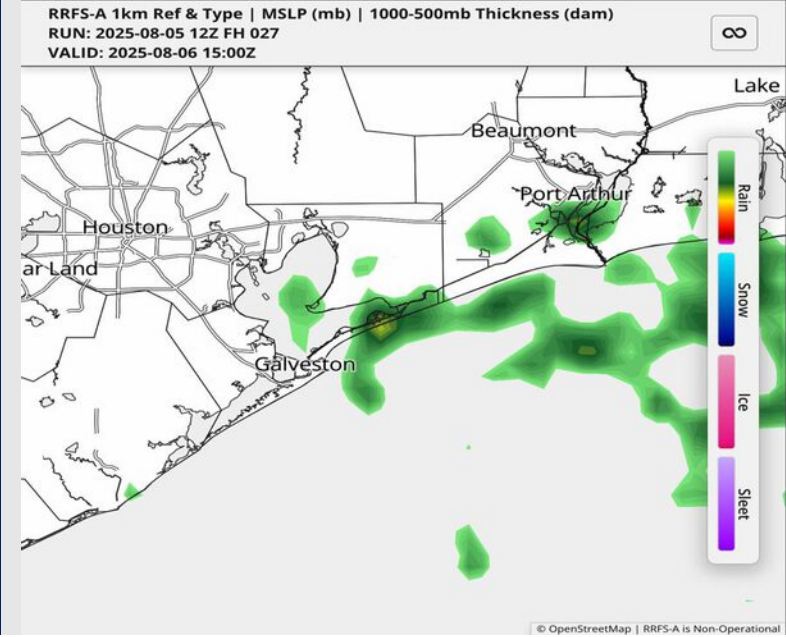 RRFS-A 1km Ref & Type | MSLP (mb) | 1000-500mb Thickness (dam)
RUN: 2025-08-05 12Z FH 027
VALID: 2025-08-06 15:00Z
Lake
Beaumont
Port Arthur
Houston
ar Land
Galveston
Rain
Snow
Ice
Sleet
© OpenStreetMap | RRFS-A is Non-Operational